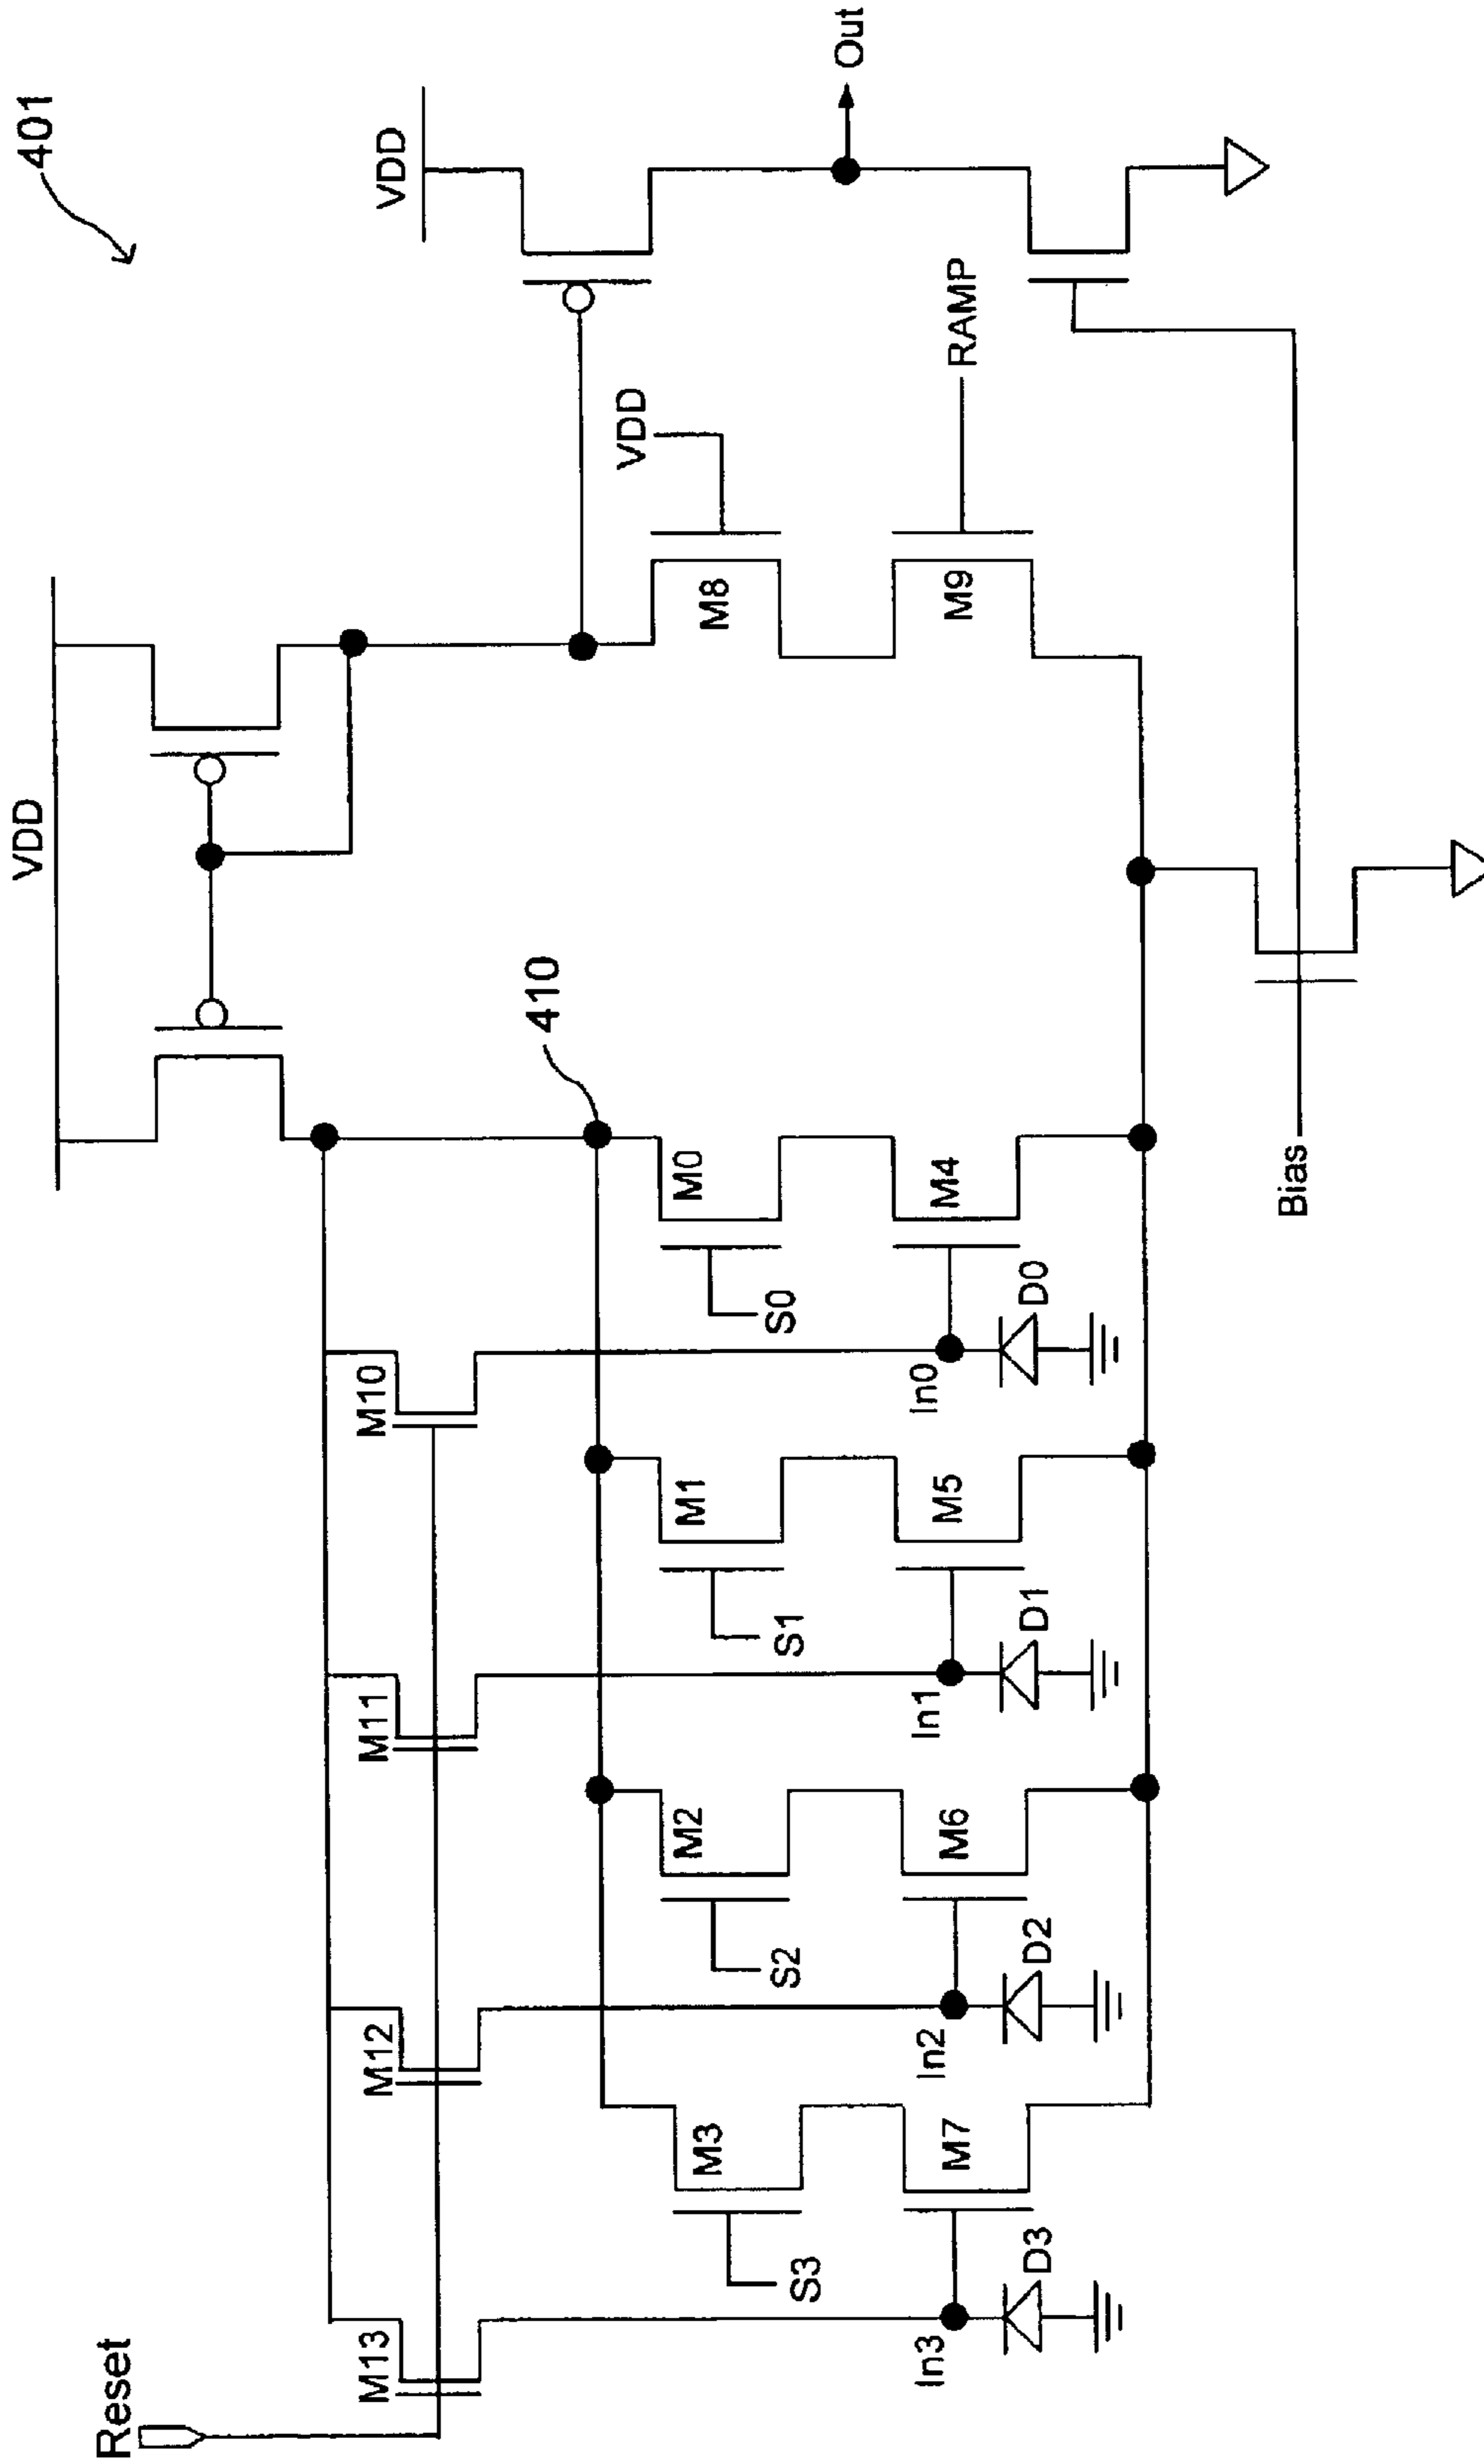 401
Reset
VDD
VDD
M13
M12
M11
M10
410
VDD
Out
M3
M2
M1
M0
M8
S3
S2
S1
S0
RAMP
M7
M6
M5
M4
M9
In3
In2
In1
In0
D3
D2
D1
D0
Bias